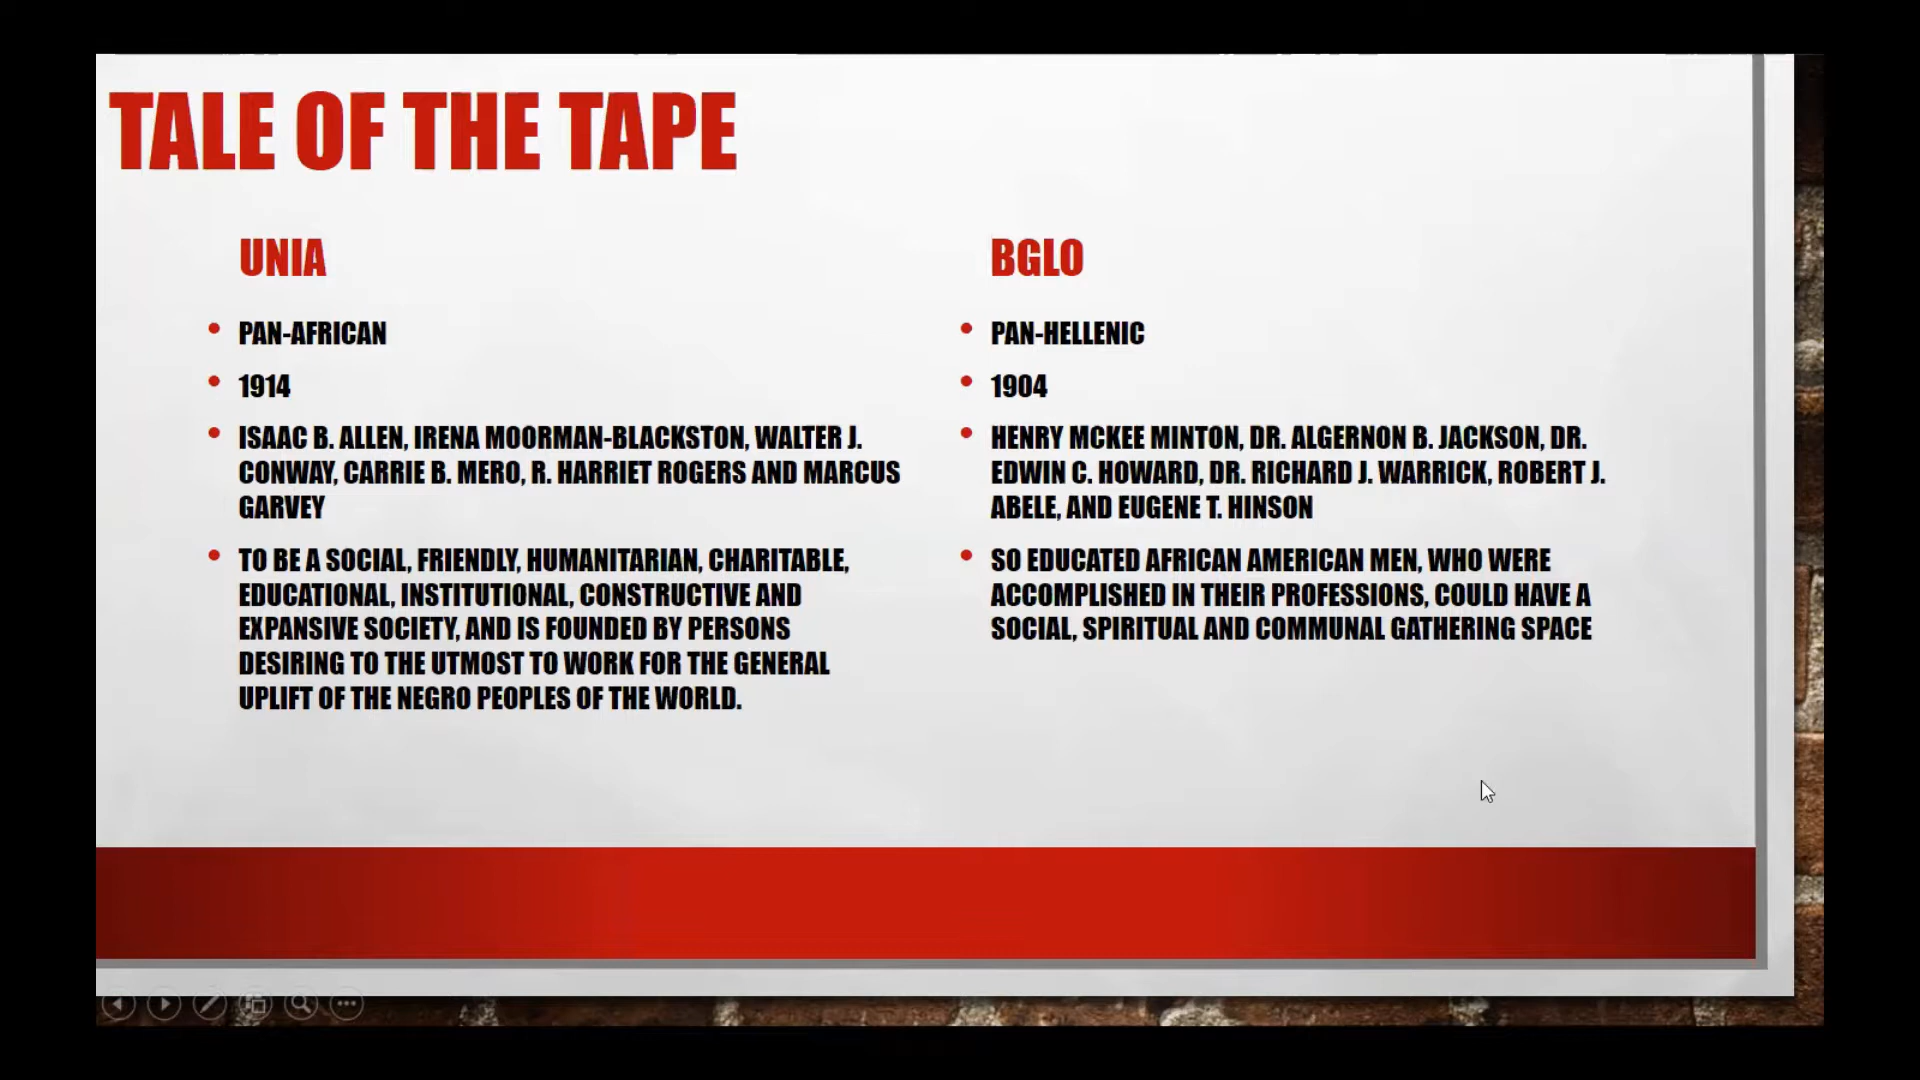 TALE OF THE TAPE
UNIA
• PAN-AFRICAN
• 1914
• ISAAC B. ALLEN, IRENA MOORMAN-BLACKSTON, WALTER J.
CONWAY, CARRIE B. MERO, R. HARRIET ROGERS AND MARCUS
GARVEY
• TO BE A SOCIAL, FRIENDLY, HUMANITARIAN, CHARITABLE,
EDUCATIONAL, INSTITUTIONAL, CONSTRUCTIVE AND
EXPANSIVE SOCIETY, AND IS FOUNDED BY PERSONS
DESIRING TO THE UTMOST TO WORK FOR THE GENERAL
UPLIFT OF THE NEGRO PEOPLES OF THE WORLD.
BGLO
• PAN-HELLENIC
• 1904
• HENRY MCKEE MINTON, DR. ALGERNON B. JACKSON, DR.
EDWIN C. HOWARD, DR. RICHARD J. WARRICK, ROBERT J.
ABELE, AND EUGENE T. HINSON
• SO EDUCATED AFRICAN AMERICAN MEN, WHO WERE
ACCOMPLISHED IN THEIR PROFESSIONS, COULD HAVE A
SOCIAL, SPIRITUAL AND COMMUNAL GATHERING SPACE